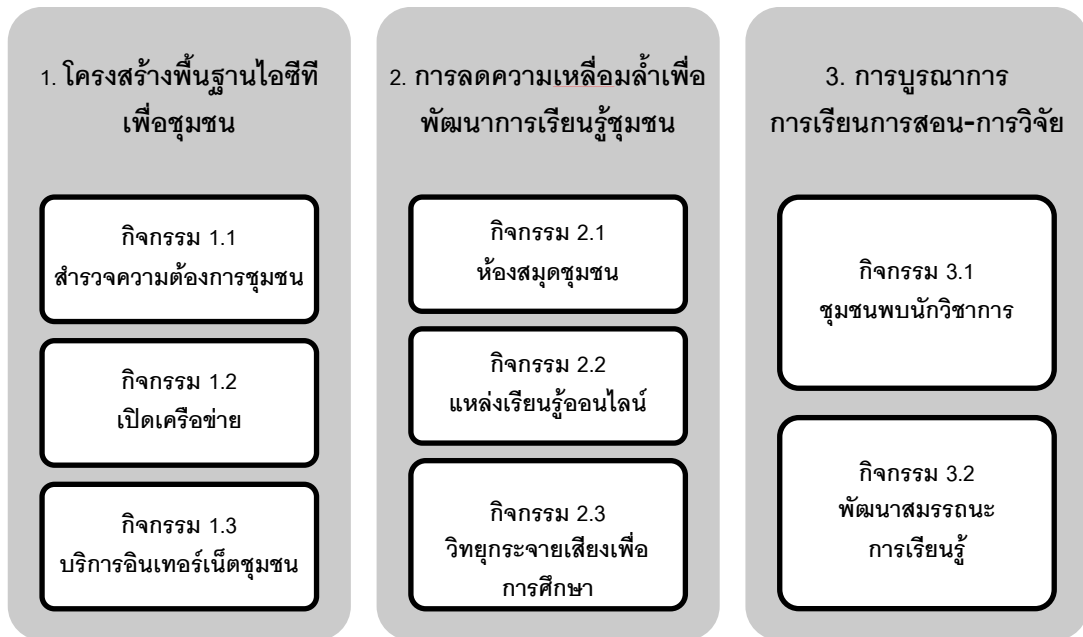 1. โครงสร้างพื้นฐานไอซีที
เพื่อชุมชน
กิจกรรม 1.1
สำรวจความต้องการชุมชน
กิจกรรม 1.2
เปิดเครือข่าย
กิจกรรม 1.3
บริการอินเทอร์เน็ตชุมชน
2. การลดความเหลื่อมล้ำเพื่อ
พัฒนาการเรียนรู้ชุมชน
กิจกรรม 2.1
ห้องสมุดชุมชน
กิจกรรม 2.2
แหล่งเรียนรู้ออนไลน์
กิจกรรม 2.3
วิทยุกระจายเสียงเพื่อ
การศึกษา
3. การบูรณาการ
การเรียนการสอน-การวิจัย
กิจกรรม 3.1
ชุมชนพบนักวิชาการ
กิจกรรม 3.2
พัฒนาสมรรถนะ
การเรียนรู้